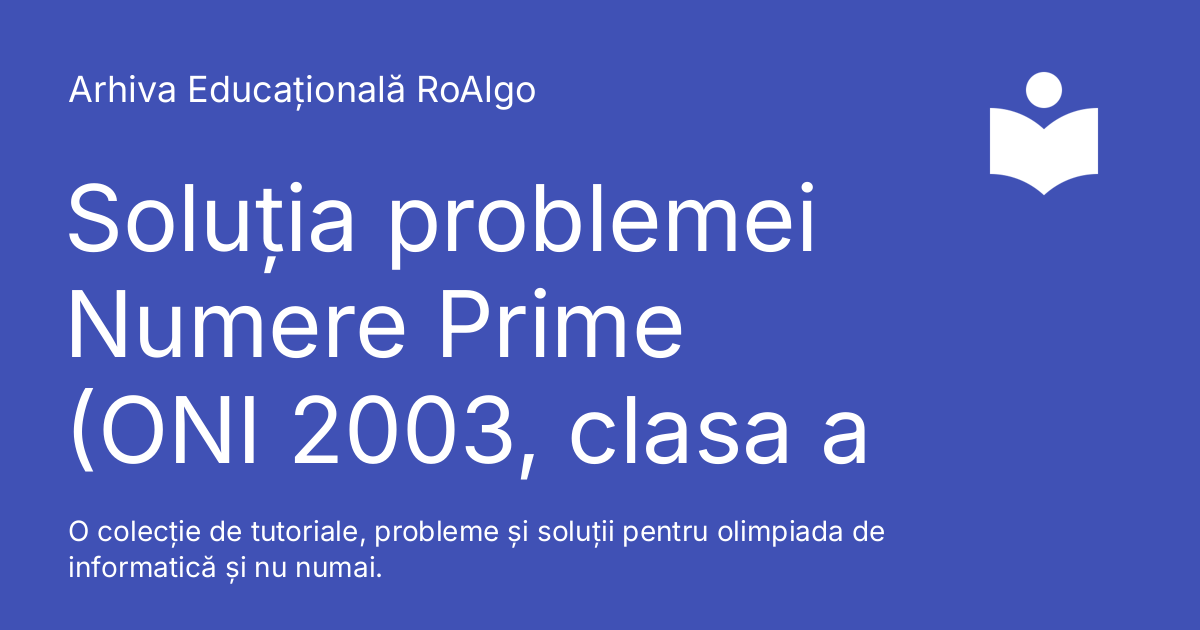 Arhiva Educațională RoAlgo
Soluția problemei
Numere Prime
(ONI 2003, clasa a
O colecție de tutoriale, probleme și soluții pentru olimpiada de
informatică și nu numai.